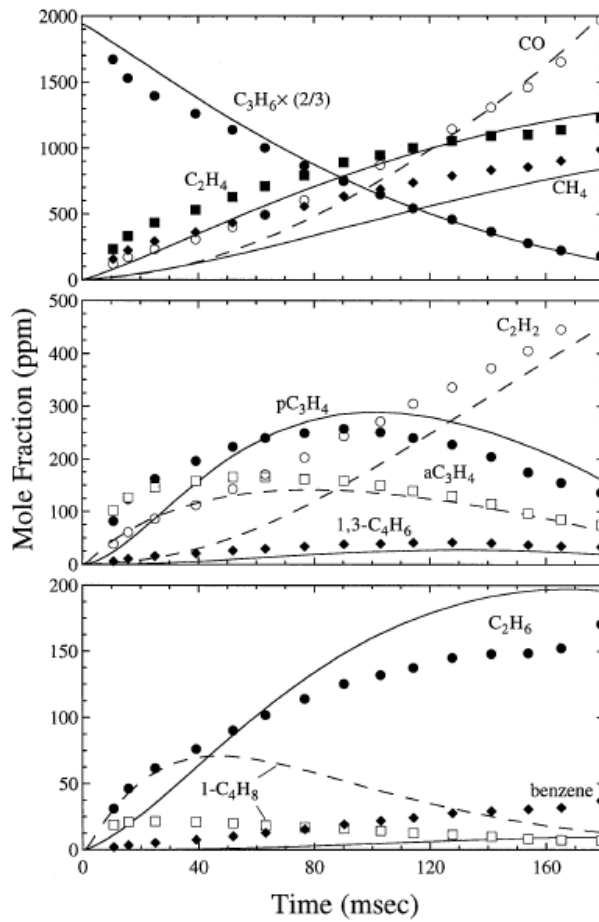 2000
CO
1500
C3H6× (2/3)
1000
C2H4
500
CH4
0
500
C2H2
400
pC3H4
300
200
aC3H4
100
1,3-C4H6
0
200
C2H6
150
100
50
1-C4H8
benzene
0
0 40 80 120 160
Mole Fraction (ppm)
Time (msec)